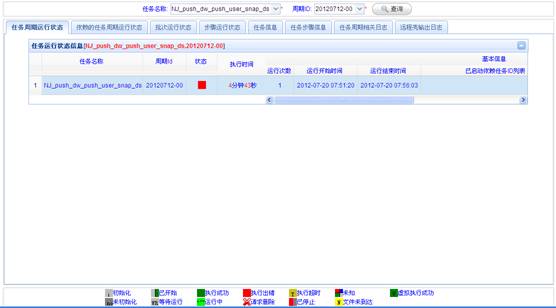 任务名称: NJ_push_dw_push_user_snap_ds * 周期ID: 20120712-00 * 查询
任务周期运行状态 依赖的任务周期运行状态 批次运行状态 步骤运行状态 任务信息 任务步骤信息 任务周期相关日志 远程壳输出日志
任务运行状态信息[NJ_push_dw_push_user_snap_ds,20120712-00]
任务名称 周期Id 状态 执行时间 基本信息
运行次数 运行开始时间 运行结束时间 已启动依赖任务ID列表
1 NJ_push_dw_push_user_snap_ds 20120712-00 4分钟43秒 1 2012-07-20 07:51:20 2012-07-20 07:56:03
初始化 已开始 执行成功 执行出错 执行超时 未知 虚拟执行成功
未初始化 等待运行 运行中 请求删除 已停止 文件未到达